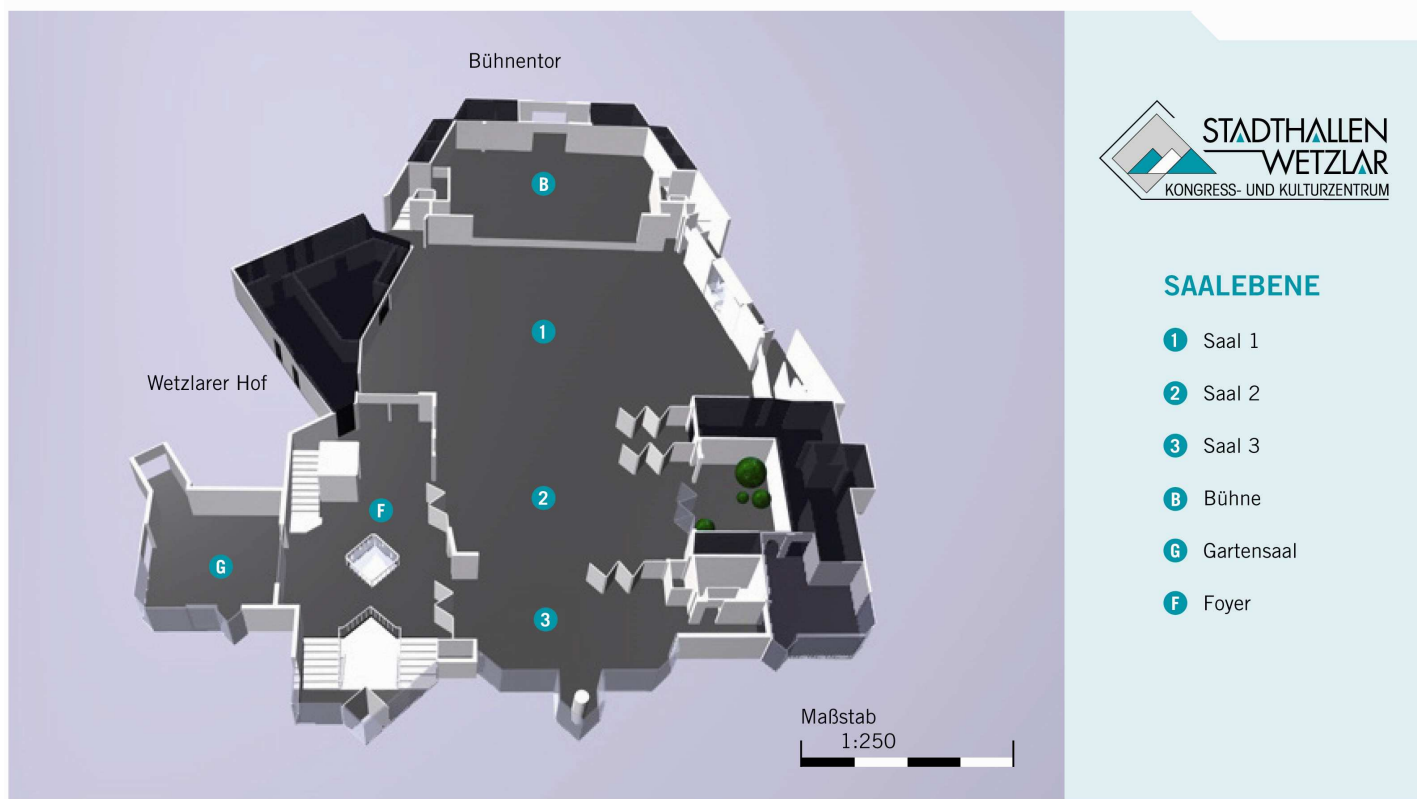 Bühnentor
B
1
Wetzlarer Hof
2
F
G
3
Maßstab
1:250
STADTHALLEN
WETZLAR
KONGRESS- UND KULTURZENTRUM
SAALEBENE
1 Saal 1
2 Saal 2
3 Saal 3
B Bühne
G Gartensaal
F Foyer